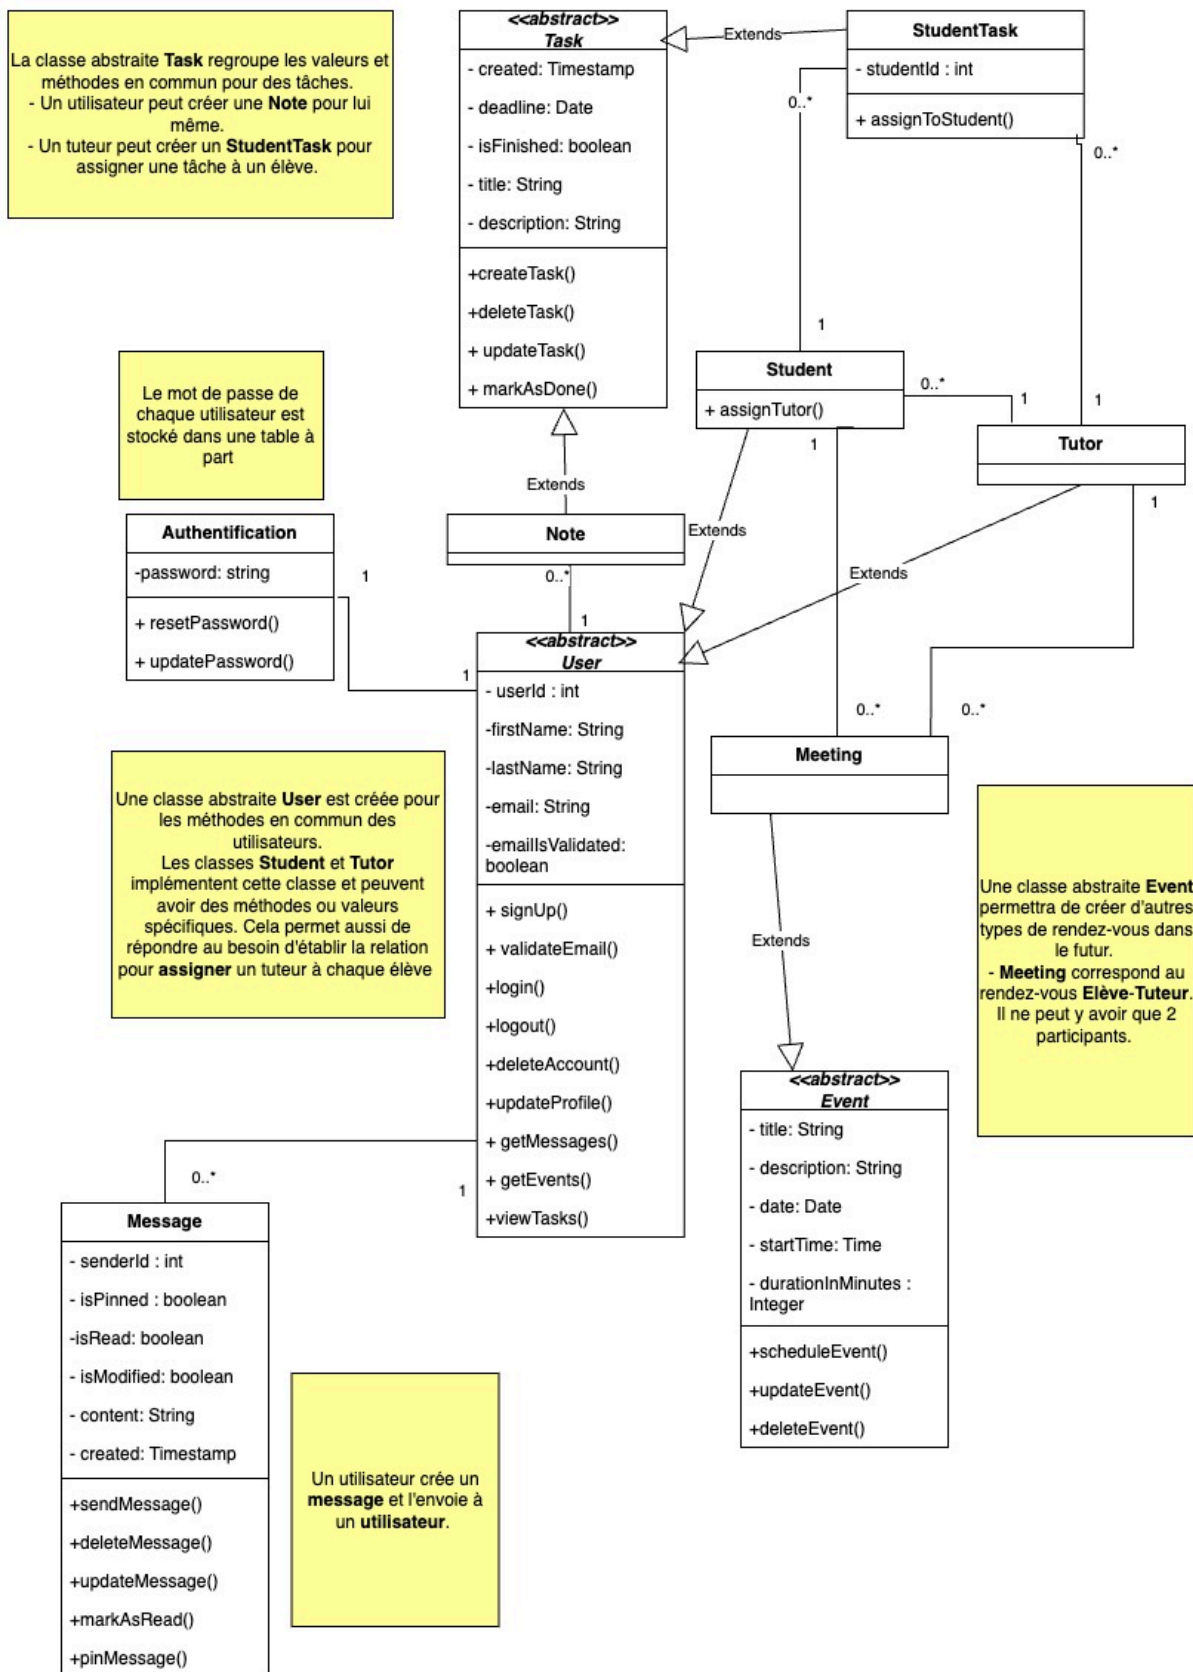 La classe abstraite Task regroupe les valeurs et
méthodes en commun pour des tâches.
- Un utilisateur peut créer une Note pour lui
même.
- Un tuteur peut créer un StudentTask pour
assigner une tâche à un élève.
<<abstract>>
Task
- created: Timestamp
- deadline: Date
- isFinished: boolean
- title: String
- description: String
+createTask()
+deleteTask()
+ updateTask()
+ markAsDone()
Extends
StudentTask
- studentId : int
+ assignToStudent()
0..*
0..*
1
1
Student
+ assignTutor()
0..*
1
1
Tutor
1
Le mot de passe de
chaque utilisateur est
stocké dans une table à
part
Extends
Extends
Extends
Authentification
-password: string
+ resetPassword()
+ updatePassword()
1
1
Note
0..*
1
<<abstract>>
User
- userId : int
-firstName: String
-lastName: String
-email: String
-emailIsValidated:
boolean
+ signUp()
+ validateEmail()
+login()
+logout()
+deleteAccount()
+updateProfile()
+ getMessages()
+ getEvents()
+viewTasks()
0..*
0..*
Meeting
Une classe abstraite User est créée pour
les méthodes en commun des
utilisateurs.
Les classes Student et Tutor
implémentent cette classe et peuvent
avoir des méthodes ou valeurs
spécifiques. Cela permet aussi de
répondre au besoin d'établir la relation
pour assigner un tuteur à chaque élève
Une classe abstraite Event
permettra de créer d'autres
types de rendez-vous dans
le futur.
- Meeting correspond au
rendez-vous Elève-Tuteur.
Il ne peut y avoir que 2
participants.
Extends
<<abstract>>
Event
- title: String
- description: String
- date: Date
- startTime: Time
- durationInMinutes :
Integer
+scheduleEvent()
+updateEvent()
+deleteEvent()
0..*
1
Message
- senderId : int
- isPinned : boolean
-isRead: boolean
- isModified: boolean
- content: String
- created: Timestamp
+sendMessage()
+deleteMessage()
+updateMessage()
+markAsRead()
+pinMessage()
Un utilisateur crée un
message et l'envoie à
un utilisateur.